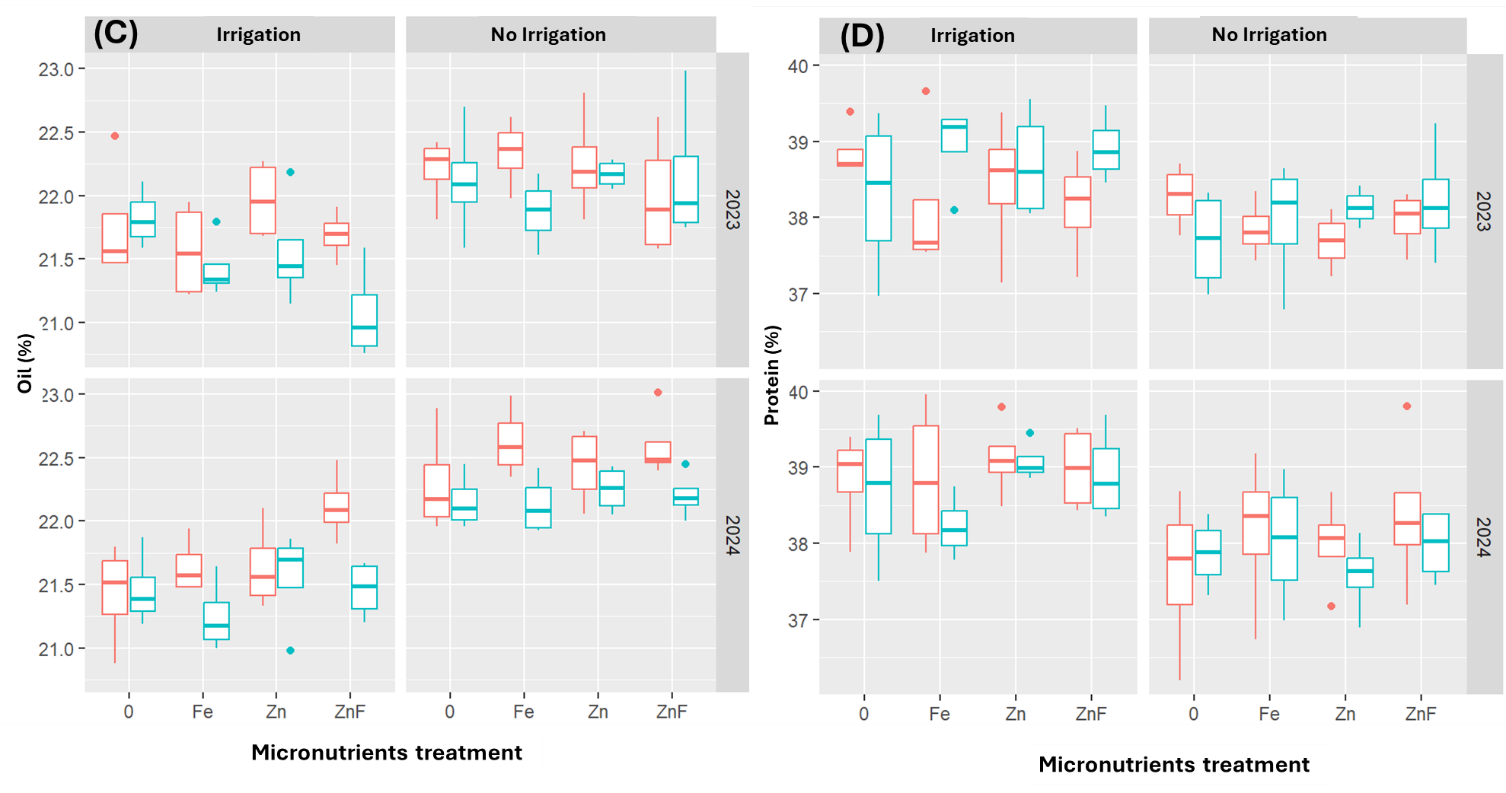 (C) Irrigation No Irrigation
23.0
22.5
22.0
21.5
21.0
2023
23.0
22.5
22.0
21.5
21.0
2024
Oil (%)
0 Fe Zn ZnF 0 Fe Zn ZnF
Micronutrients treatment
(D) Irrigation No Irrigation
40
39
38
37
2023
40
39
38
37
2024
Protein (%)
0 Fe Zn ZnF 0 Fe Zn ZnF
Micronutrients treatment